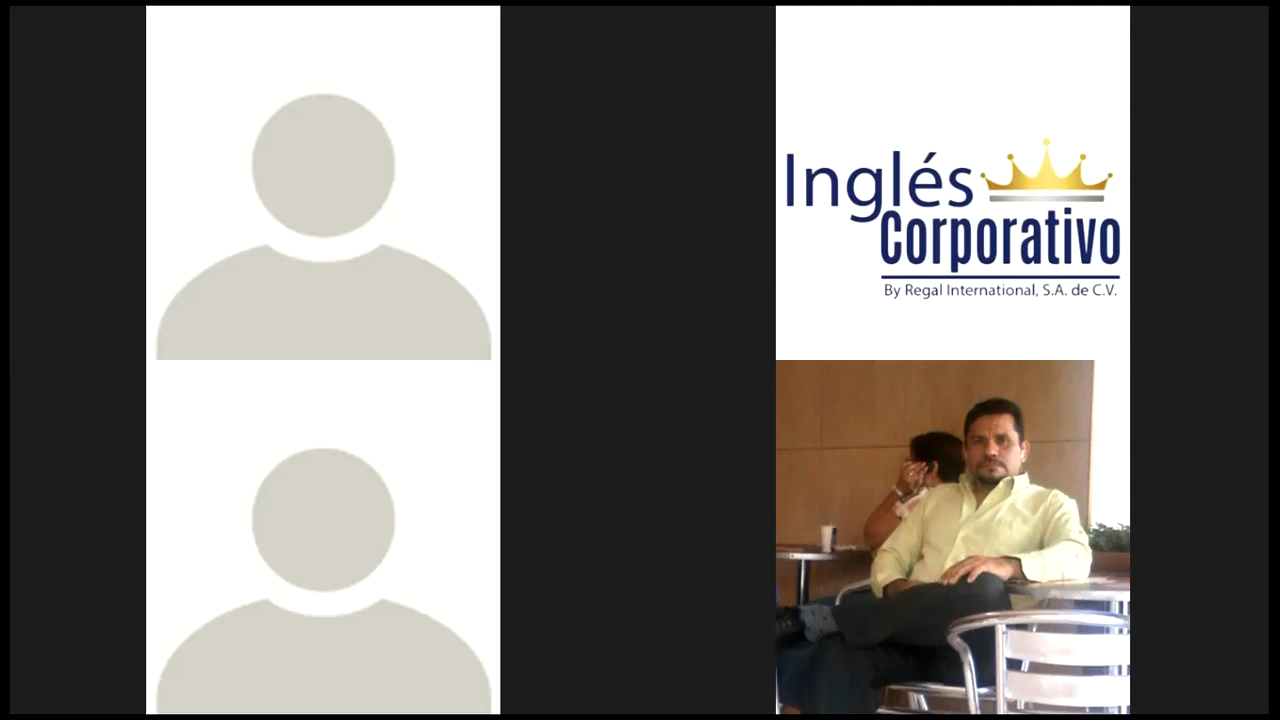 Inglés
Corporativo
By Regal International, S.A. de C.V.